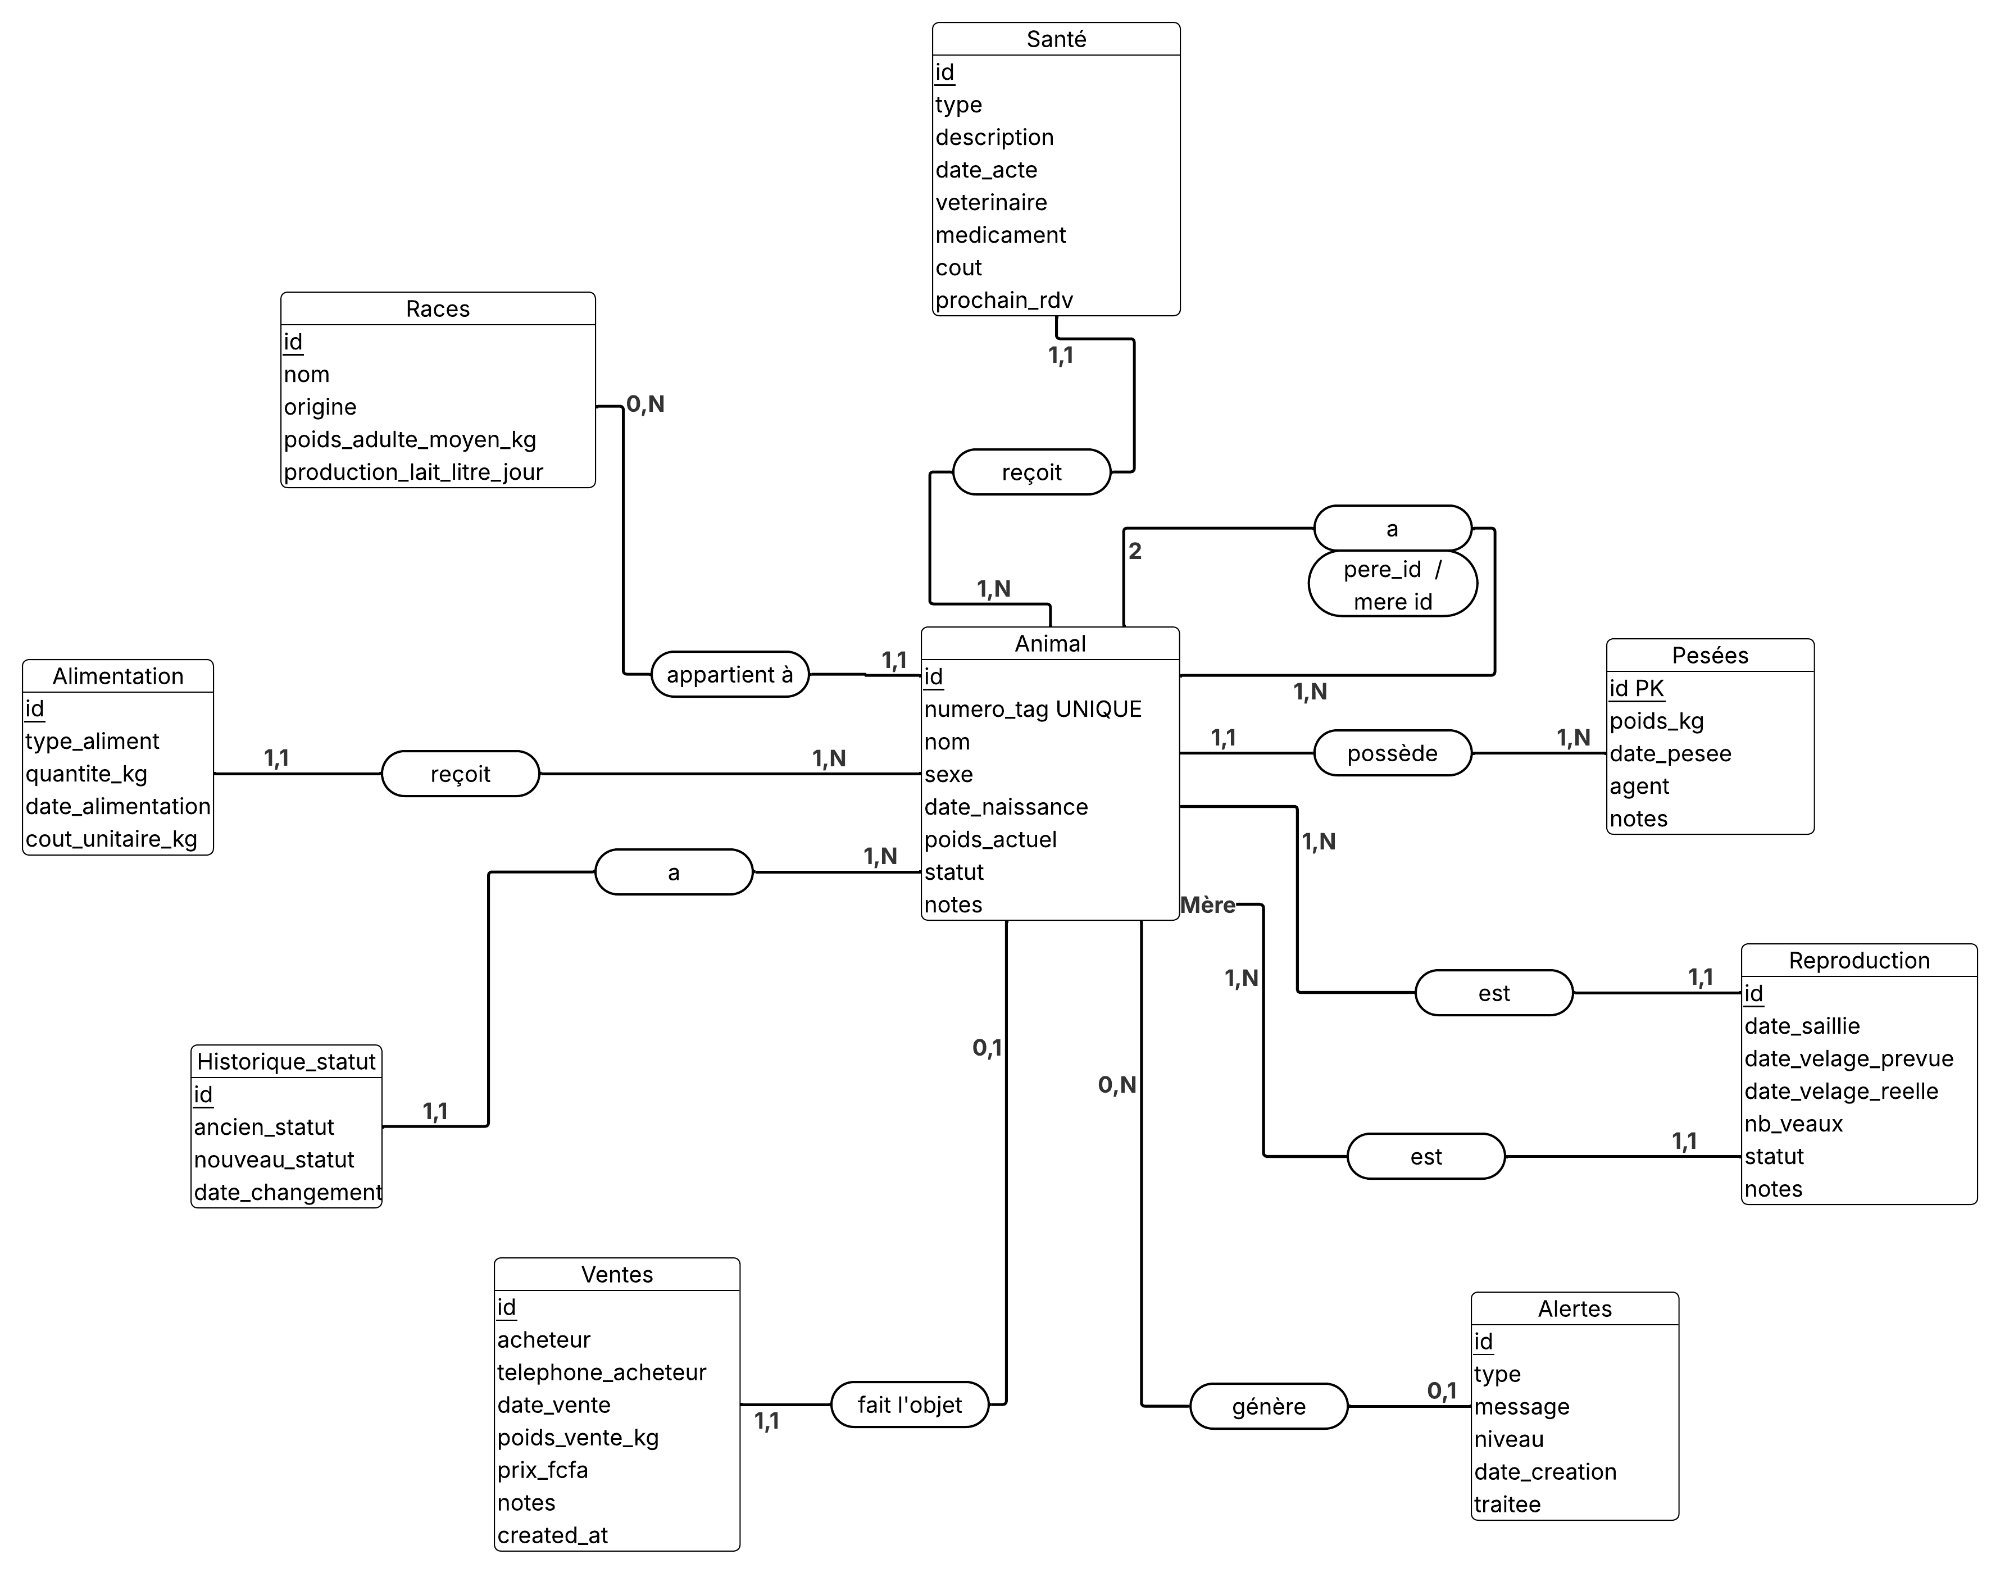 Santé
id
type
description
date_acte
veterinaire
medicament
cout
prochain_rdv
1,1
Races
id
nom
origine
poids_adulte_moyen_kg
production_lait_litre_jour
0,N
reçoit
1,N
a
pere_id /
mere id
2
1,N
appartient à
1,1
Animal
id
numero_tag UNIQUE
nom
sexe
date_naissance
poids_actuel
statut
notes
Alimentation
id
type_aliment
quantite_kg
date_alimentation
cout_unitaire_kg
1,1
reçoit
1,N
1,1
possède
1,N
Pesées
id PK
poids_kg
date_pesee
agent
notes
a
1,N
1,N
Mère
1,N
est
1,1
est
1,1
Reproduction
id
date_saillie
date_velage_prevue
date_velage_reelle
nb_veaux
statut
notes
Historique_statut
id
ancien_statut
nouveau_statut
date_changement
1,1
0,1
0,N
Ventes
id
acheteur
telephone_acheteur
date_vente
poids_vente_kg
prix_fcfa
notes
created_at
1,1
fait l'objet
génère
0,1
Alertes
id
type
message
niveau
date_creation
traitee